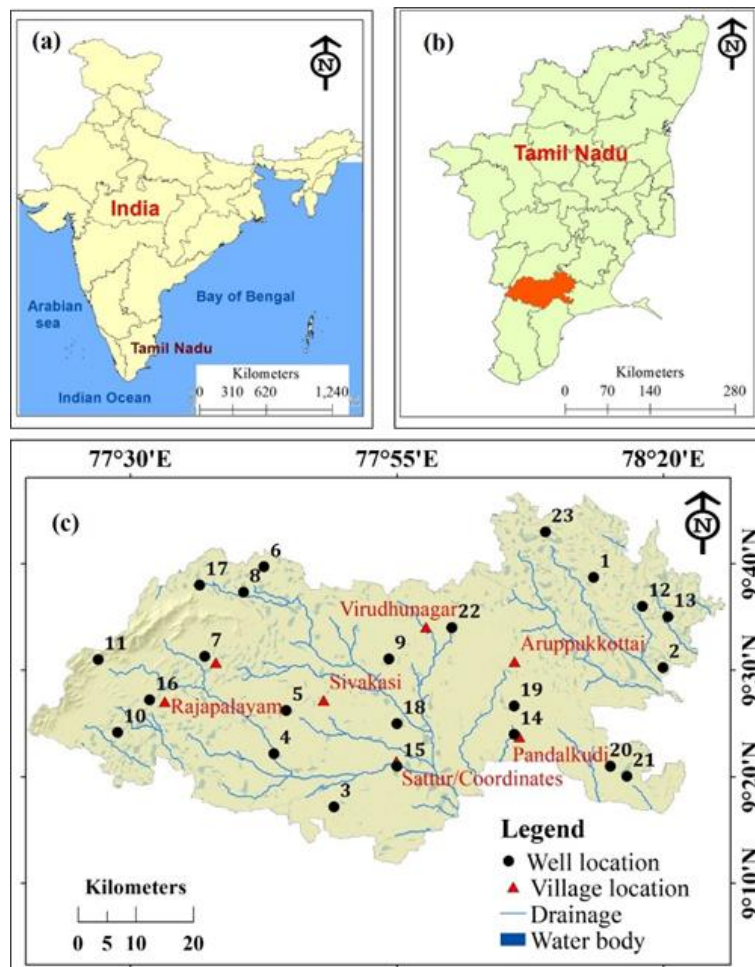 (a)
N
India
Arabian
sea
Bay of Bengal
Tamil Nadu
Indian Ocean
Kilometers
0 310 620 1,240
(b)
N
Tamil Nadu
Kilometers
0 70 140 280
77°30'E 77°55'E 78°20'E
(c)
N
23
6
17
8
1
12
13
9°40'N
Virudhunagar
22
11
7
9
Aruppukkottai
2
9°30'N
16
Rajapalayam
5
Sivakasi
19
10
18
14
4
15
Pandalkudi
20
21
9°20'N
Sattur/Coordinates
3
9°10'N
Legend
Well location
Village location
Drainage
Water body
Kilometers
0 5 10 20